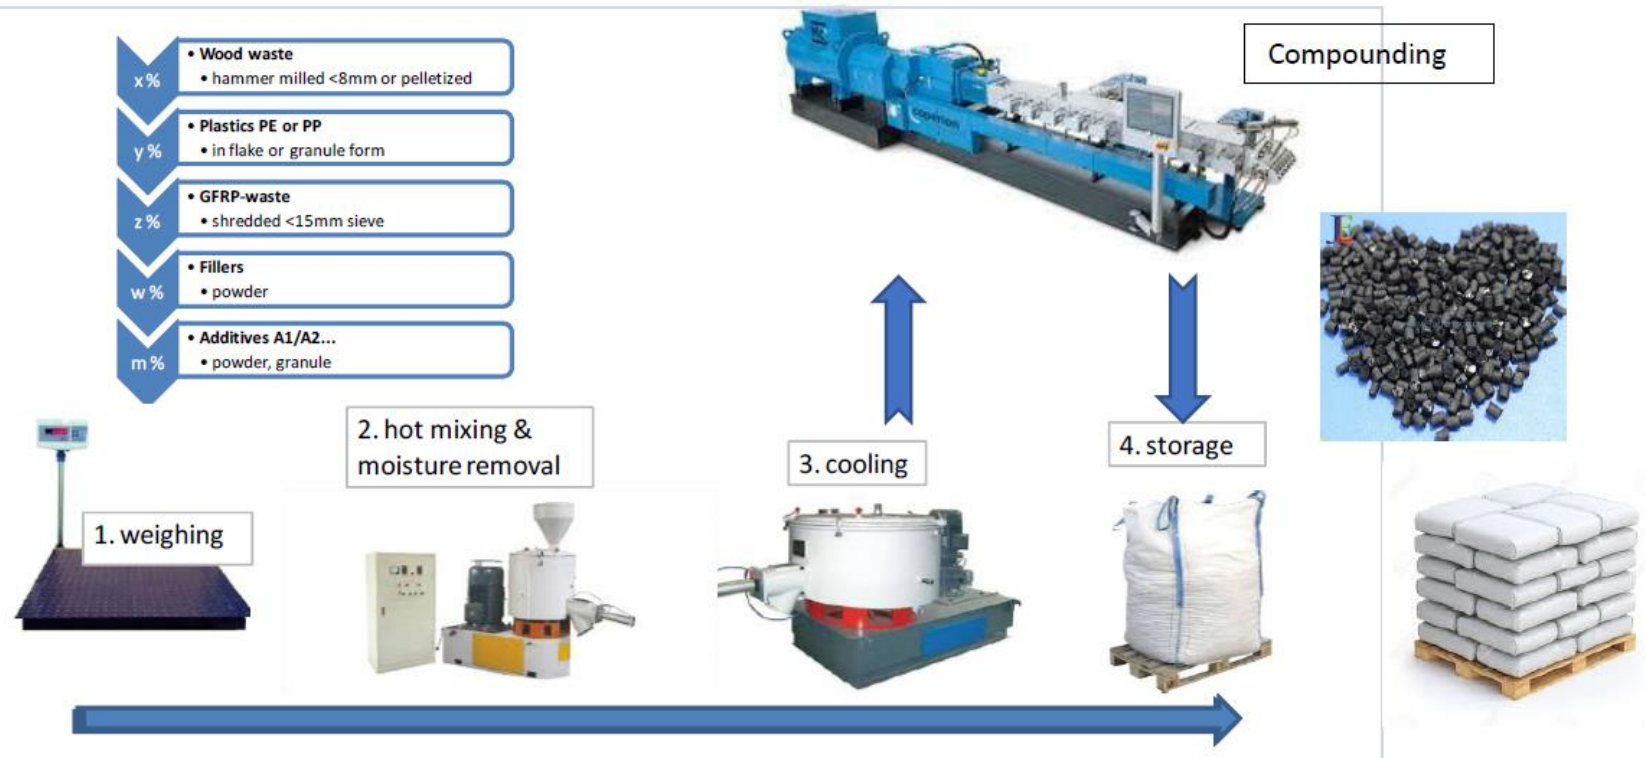 x %
• Wood waste
• hammer milled <8mm or pelletized
y %
• Plastics PE or PP
• in flake or granule form
z %
• GFRP-waste
• shredded <15mm sieve
w %
• Fillers
• powder
m %
• Additives A1/A2...
• powder, granule
Compounding
coperion
1. weighing
2. hot mixing &
moisture removal
3. cooling
4. storage